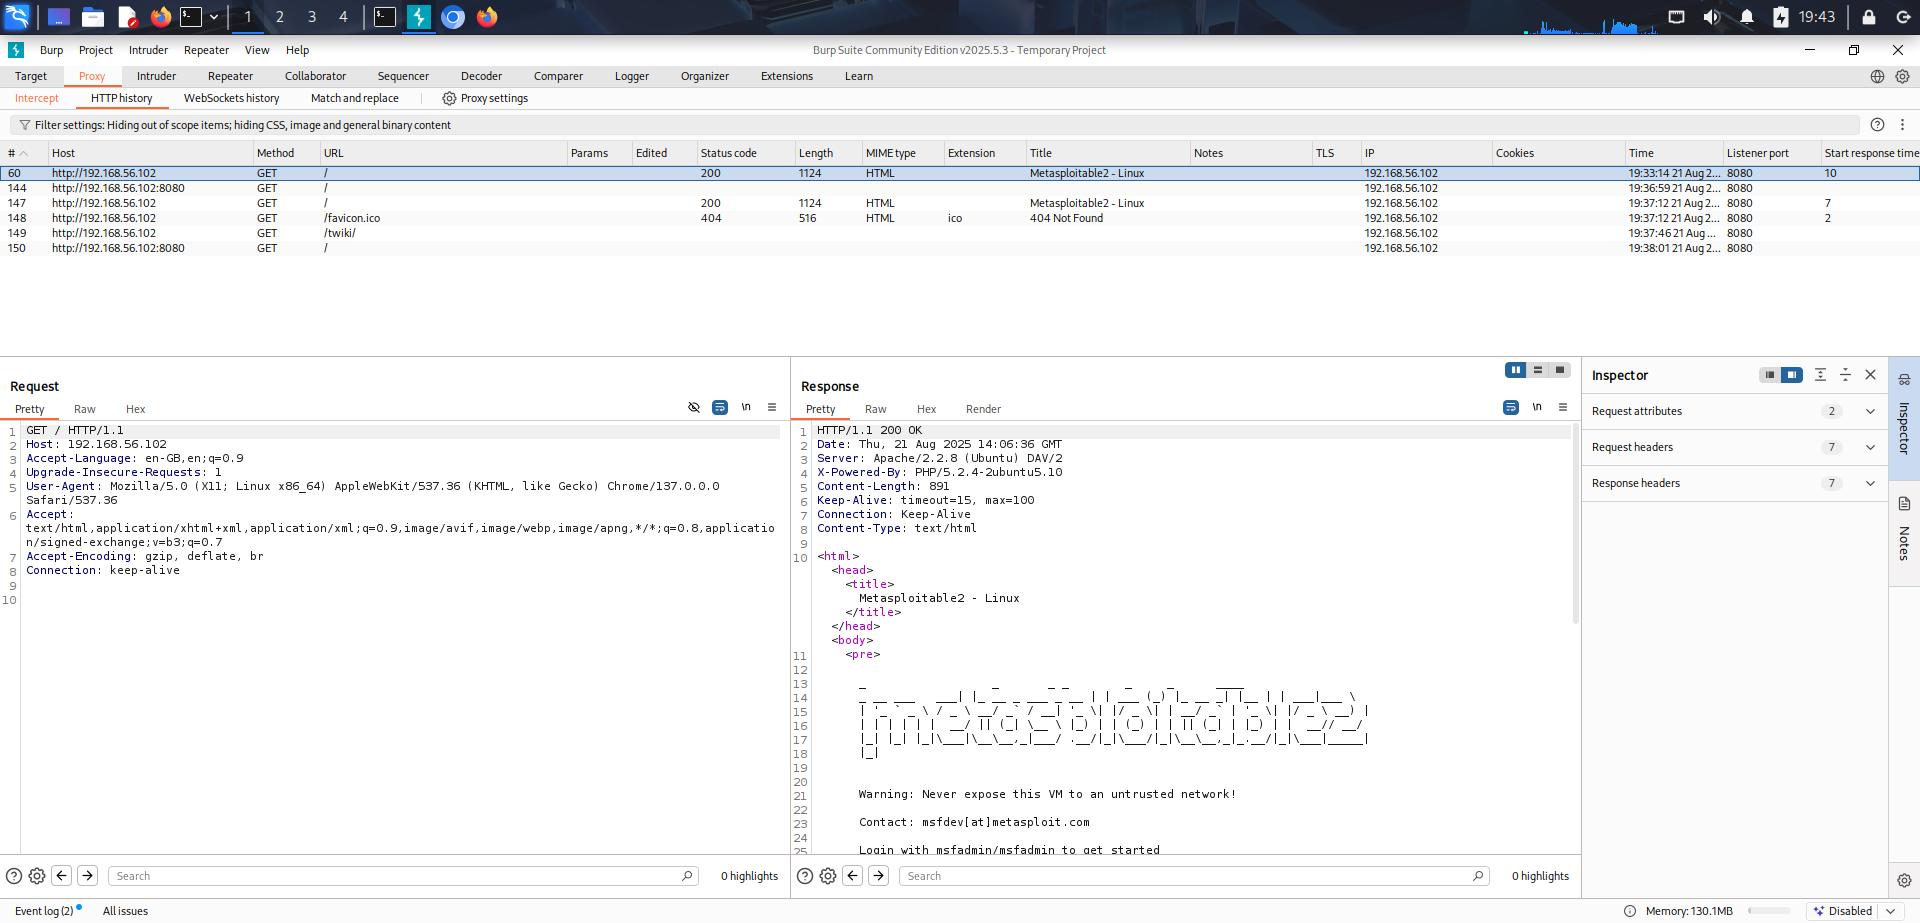 1 2 3 4 19:43
Burp Project Intruder Repeater View Help Burp Suite Community Edition v2025.5.3 - Temporary Project
Target Proxy Intruder Repeater Collaborator Sequencer Decoder Comparer Logger Organizer Extensions Learn
Intercept HTTP history WebSockets history Match and replace Proxy settings
Filter settings: Hiding out of scope items; hiding CSS, image and general binary content
# Host Method URL Params Edited Status code Length MIME type Extension Title Notes TLS IP Cookies Time Listener port Start response time
60 http://192.168.56.102 GET / 200 1124 HTML Metasploitable2 - Linux 192.168.56.102 19:33:14 21 Aug 2... 8080 10
144 http://192.168.56.102:8080 GET / 192.168.56.102 19:36:59 21 Aug 2... 8080
147 http://192.168.56.102 GET / 200 1124 HTML Metasploitable2 - Linux 192.168.56.102 19:37:12 21 Aug 2... 8080 7
148 http://192.168.56.102 GET /favicon.ico 404 516 HTML ico 404 Not Found 192.168.56.102 19:37:12 21 Aug 2... 8080 2
149 http://192.168.56.102 GET /twiki/ 192.168.56.102 19:37:46 21 Aug ... 8080
150 http://192.168.56.102:8080 GET / 192.168.56.102 19:38:01 21 Aug 2... 8080
Request
Pretty Raw Hex \n
1 GET / HTTP/1.1
2 Host: 192.168.56.102
3 Accept-Language: en-GB,en;q=0.9
4 Upgrade-Insecure-Requests: 1
5 User-Agent: Mozilla/5.0 (X11; Linux x86_64) AppleWebKit/537.36 (KHTML, like Gecko) Chrome/137.0.0.0
Safari/537.36
6 Accept:
text/html,application/xhtml+xml,application/xml;q=0.9,image/avif,image/webp,image/apng,*/*;q=0.8,applicatio
n/signed-exchange;v=b3;q=0.7
7 Accept-Encoding: gzip, deflate, br
8 Connection: keep-alive
9
10
Search 0 highlights
Response
Pretty Raw Hex Render \n
1 HTTP/1.1 200 OK
2 Date: Thu, 21 Aug 2025 14:06:36 GMT
3 Server: Apache/2.2.8 (Ubuntu) DAV/2
4 X-Powered-By: PHP/5.2.4-2ubuntu5.10
5 Content-Length: 891
6 Keep-Alive: timeout=15, max=100
7 Connection: Keep-Alive
8 Content-Type: text/html
9
10 <html>
<head>
<title>
Metasploitable2 - Linux
</title>
</head>
<body>
11 <pre>
12
13
14
15
16
17
18
19
20
21 Warning: Never expose this VM to an untrusted network!
22
23 Contact: msfdev[at]metasploit.com
24
25 Login with msfadmin/msfadmin to get started
Search 0 highlights
Inspector
Request attributes 2
Request headers 7
Response headers 7
Inspector
Notes
Event log (2) All issues Memory: 130.1MB Disabled